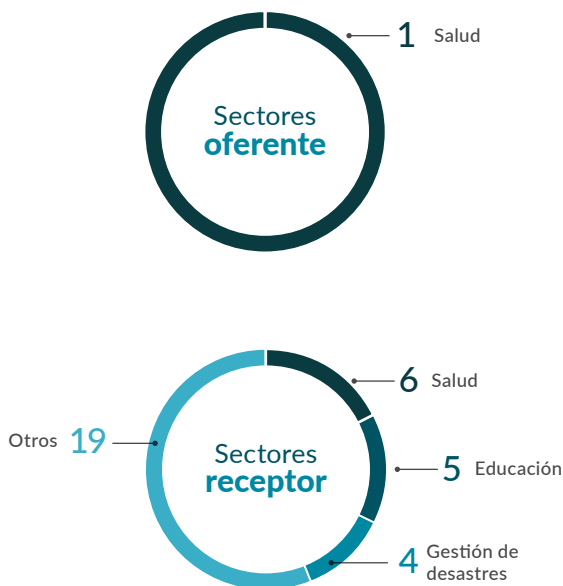 1 Salud
Sectores
oferente
6 Salud
Otros 19
Sectores
receptor
5 Educación
4 Gestión de
desastres